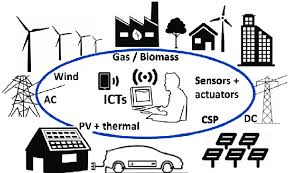 Gas / Biomass
Wind
Sensors +
actuators
AC
ICTs
CSP
DC
PV + thermal